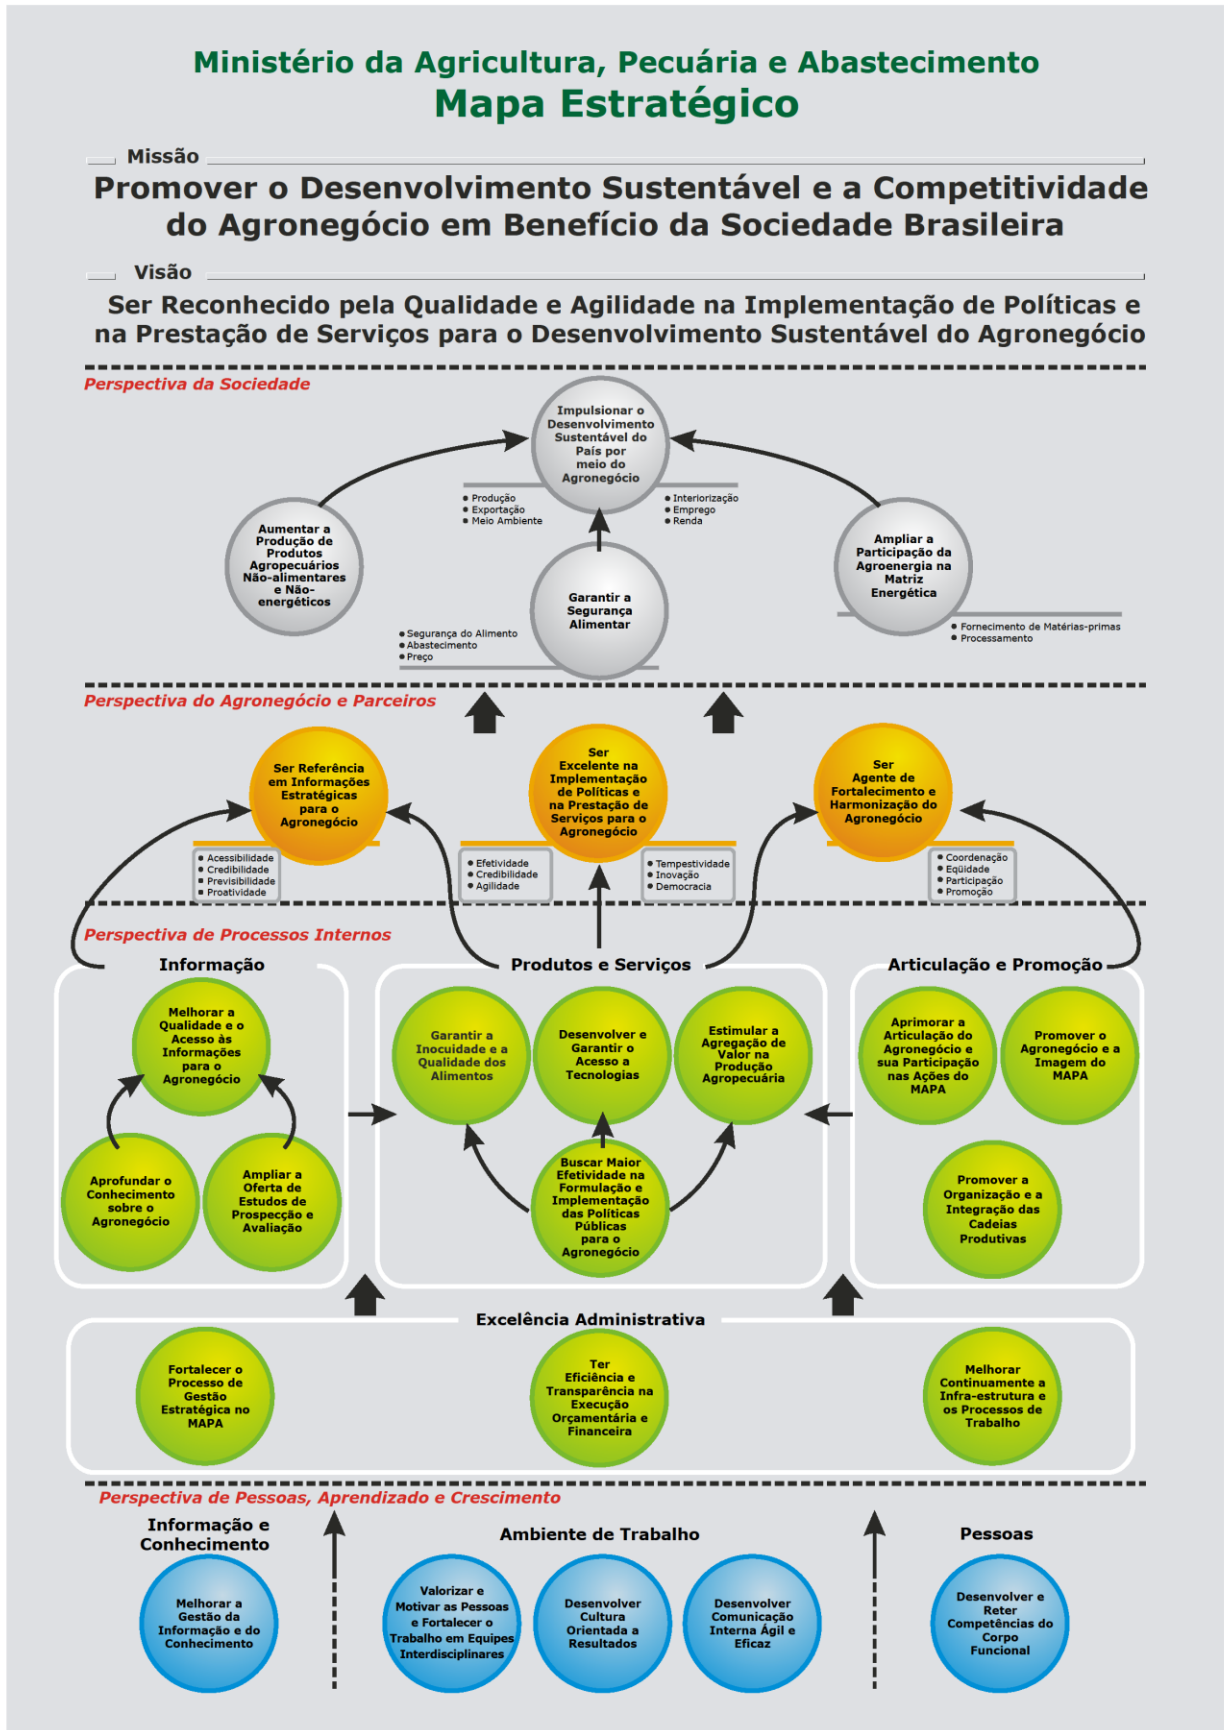 Ministério da Agricultura, Pecuária e Abastecimento
Mapa Estratégico
Missão
Promover o Desenvolvimento Sustentável e a Competitividade
do Agronegócio em Benefício da Sociedade Brasileira
Visão
Ser Reconhecido pela Qualidade e Agilidade na Implementação de Políticas e
na Prestação de Serviços para o Desenvolvimento Sustentável do Agronegócio
Perspectiva da Sociedade
Impulsionar o
Desenvolvimento
Sustentável do
País por
meio do
Agronegócio
• Produção
• Exportação
• Meio Ambiente
• Interiorização
• Emprego
• Renda
Aumentar a
Produção de
Produtos
Agropecuários
Não-alimentares
e Não-
energéticos
Garantir a
Segurança
Alimentar
• Segurança do Alimento
• Abastecimento
• Preço
Ampliar a
Participação da
Agroenergia na
Matriz
Energética
• Fornecimento de Matérias-primas
• Processamento
Perspectiva do Agronegócio e Parceiros
Ser Referência
em Informações
Estratégicas
para o
Agronegócio
• Acessibilidade
• Credibilidade
• Previsibilidade
• Proatividade
Ser
Excelente na
Implementação
de Políticas e
na Prestação de
Serviços para o
Agronegócio
• Efetividade
• Credibilidade
• Agilidade
• Tempestividade
• Inovação
• Democracia
Ser
Agente de
Fortalecimento e
Harmonização do
Agronegócio
• Coordenação
• Eqüidade
• Participação
• Promoção
Perspectiva de Processos Internos
Informação
Melhorar a
Qualidade e o
Acesso às
Informações
para o
Agronegócio
Aprofundar o
Conhecimento
sobre o
Agronegócio
Ampliar a
Oferta de
Estudos de
Prospecção e
Avaliação
Produtos e Serviços
Garantir a
Inocuidade e a
Qualidade dos
Alimentos
Desenvolver e
Garantir o
Acesso a
Tecnologias
Estimular a
Agregação de
Valor na
Produção
Agropecuária
Buscar Maior
Efetividade na
Formulação e
Implementação
das Políticas
Públicas
para o
Agronegócio
Articulação e Promoção
Aprimorar a
Articulação do
Agronegócio e
sua Participação
nas Ações do
MAPA
Promover o
Agronegócio e a
Imagem do
MAPA
Promover a
Organização e a
Integração das
Cadeias
Produtivas
Excelência Administrativa
Fortalecer o
Processo de
Gestão
Estratégica no
MAPA
Ter
Eficiência e
Transparência na
Execução
Orçamentária e
Financeira
Melhorar
Continuamente a
Infra-estrutura e
os Processos de
Trabalho
Perspectiva de Pessoas, Aprendizado e Crescimento
Informação e
Conhecimento
Melhorar a
Gestão da
Informação e do
Conhecimento
Ambiente de Trabalho
Valorizar e
Motivar as Pessoas
e Fortalecer o
Trabalho em Equipes
Interdisciplinares
Desenvolver
Cultura
Orientada a
Resultados
Desenvolver
Comunicação
Interna Ágil e
Eficaz
Pessoas
Desenvolver e
Reter
Competências do
Corpo
Funcional